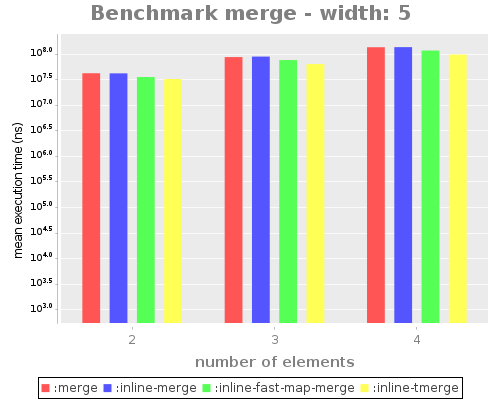 Benchmark merge - width: 5
mean execution time (ns)
10^8.0
10^7.5
10^7.0
10^6.5
10^6.0
10^5.5
10^5.0
10^4.5
10^4.0
10^3.5
10^3.0
2 3 4
number of elements
:merge :inline-merge :inline-fast-map-merge :inline-tmerge